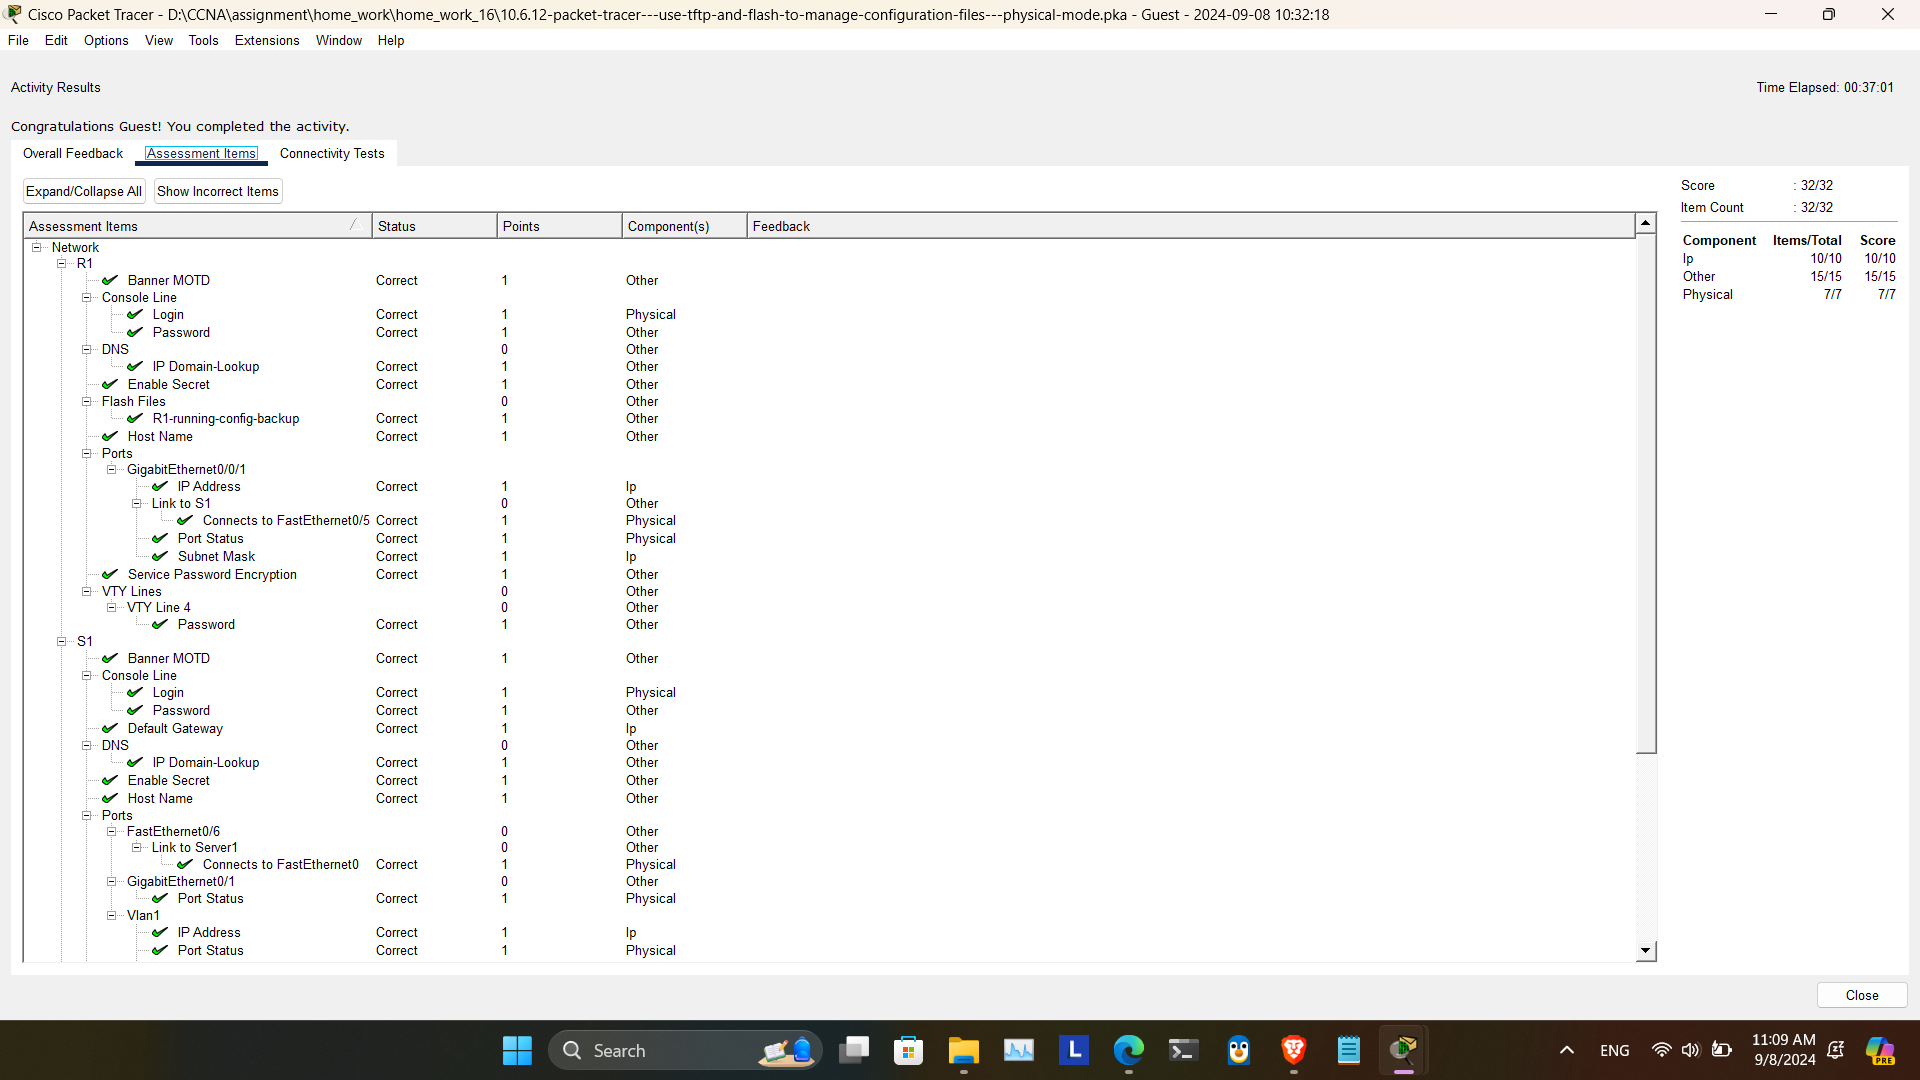 Cisco Packet Tracer - D:\CCNA\assignment\home_work\home_work_16\10.6.12-packet-tracer---use-tftp-and-flash-to-manage-configuration-files---physical-mode.pka - Guest - 2024-09-08 10:32:18
File Edit Options View Tools Extensions Window Help
Activity Results Time Elapsed: 00:37:01
Congratulations Guest! You completed the activity.
Overall Feedback Assessment Items Connectivity Tests
Expand/Collapse All Show Incorrect Items
Assessment Items Status Points Component(s) Feedback
Network
R1
Banner MOTD Correct 1 Other
Console Line
Login Correct 1 Physical
Password Correct 1 Other
DNS 0 Other
IP Domain-Lookup Correct 1 Other
Enable Secret Correct 1 Other
Flash Files 0 Other
R1-running-config-backup Correct 1 Other
Host Name Correct 1 Other
Ports
GigabitEthernet0/0/1
IP Address Correct 1 Ip
Link to S1 0 Other
Connects to FastEthernet0/5 Correct 1 Physical
Port Status Correct 1 Physical
Subnet Mask Correct 1 Ip
Service Password Encryption Correct 1 Other
VTY Lines 0 Other
VTY Line 4 0 Other
Password Correct 1 Other
S1
Banner MOTD Correct 1 Other
Console Line
Login Correct 1 Physical
Password Correct 1 Other
Default Gateway Correct 1 Ip
DNS 0 Other
IP Domain-Lookup Correct 1 Other
Enable Secret Correct 1 Other
Host Name Correct 1 Other
Ports
FastEthernet0/6 0 Other
Link to Server1 0 Other
Connects to FastEthernet0 Correct 1 Physical
GigabitEthernet0/1 0 Other
Port Status Correct 1 Physical
Vlan1
IP Address Correct 1 Ip
Port Status Correct 1 Physical
Score : 32/32
Item Count : 32/32
Component Items/Total Score
Ip 10/10 10/10
Other 15/15 15/15
Physical 7/7 7/7
Close
Search
L
ENG
11:09 AM
9/8/2024
PRE